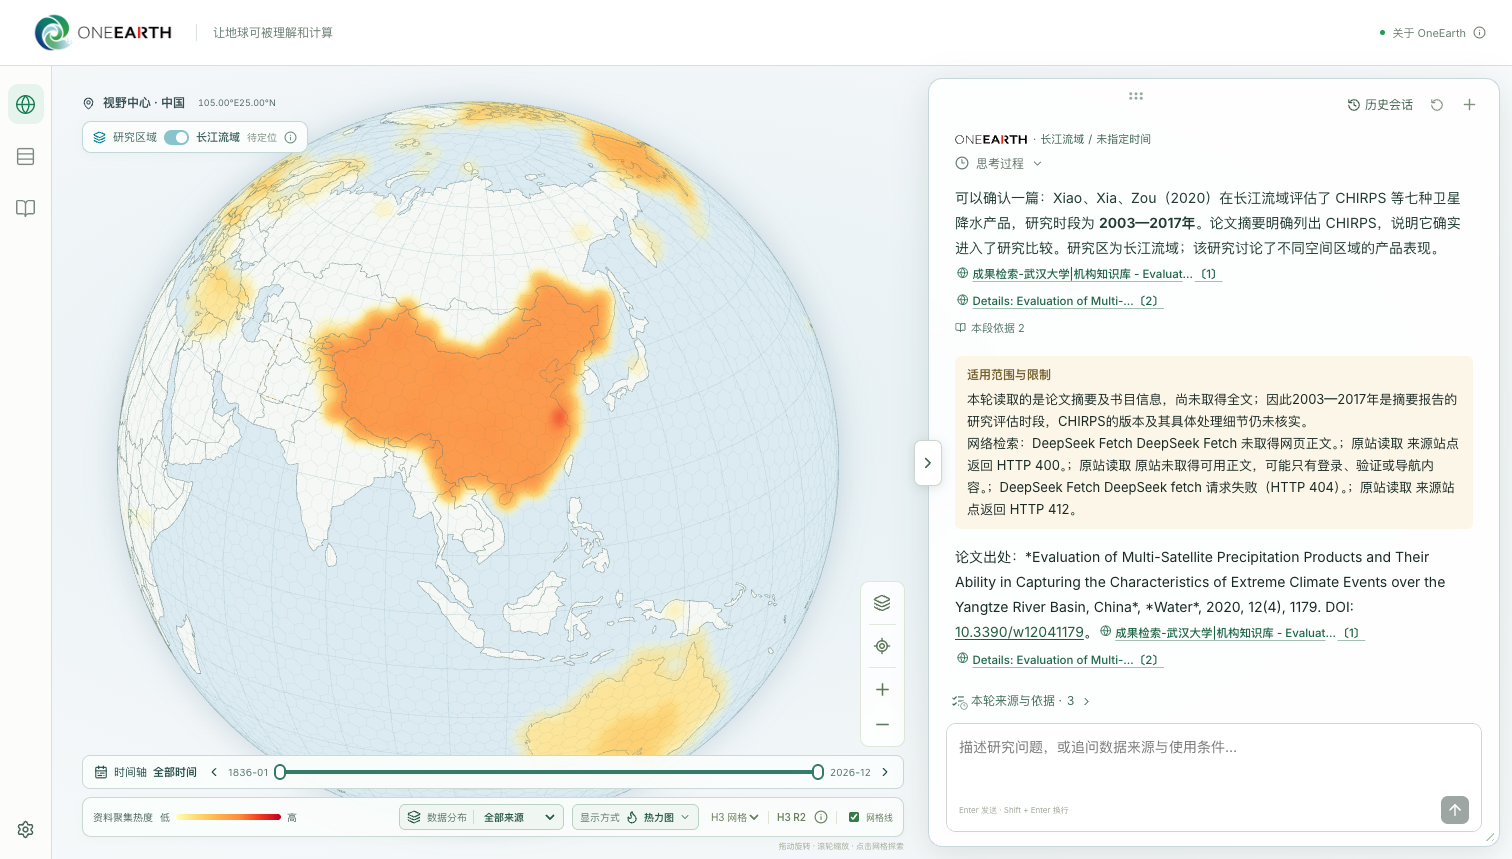 ONEEARTH
让地球可被理解和计算
关于 OneEarth
视野中心 · 中国 105.00°E25.00°N
研究区域 长江流域 待定位
历史会话
ONEEARTH · 长江流域 / 未指定时间
思考过程
可以确认一篇：Xiao、Xia、Zou（2020）在长江流域评估了 CHIRPS 等七种卫星
降水产品，研究时段为 2003—2017年。论文摘要明确列出 CHIRPS，说明它确实
进入了研究比较。研究区为长江流域；该研究讨论了不同空间区域的产品表现。
成果检索-武汉大学|机构知识库 - Evaluat... 〔1〕
Details: Evaluation of Multi-... 〔2〕
本段依据 2
适用范围与限制
本轮读取的是论文摘要及书目信息，尚未取得全文；因此2003—2017年是摘要报告的
研究评估时段，CHIRPS的版本及其具体处理细节仍未核实。
网络检索：DeepSeek Fetch DeepSeek Fetch 未取得网页正文。；原站读取 来源站点
返回 HTTP 400。；原站读取 原站未取得可用正文，可能只有登录、验证或导航内
容。；DeepSeek Fetch DeepSeek fetch 请求失败（HTTP 404）。；原站读取 来源站
点返回 HTTP 412。
论文出处：*Evaluation of Multi-Satellite Precipitation Products and Their
Ability in Capturing the Characteristics of Extreme Climate Events over the
Yangtze River Basin, China*, *Water*, 2020, 12(4), 1179. DOI:
10.3390/w12041179。 成果检索-武汉大学|机构知识库 - Evaluat... 〔1〕
Details: Evaluation of Multi-... 〔2〕
本轮来源与依据 · 3
描述研究问题，或追问数据来源与使用条件...
Enter 发送 · Shift + Enter 换行
时间轴 全部时间 1836-01 2026-12
资料聚集热度 低 高 数据分布 全部来源 显示方式 热力图 H3 网格 H3 R2 网格线
拖动旋转 · 滚轮缩放 · 点击网格探索